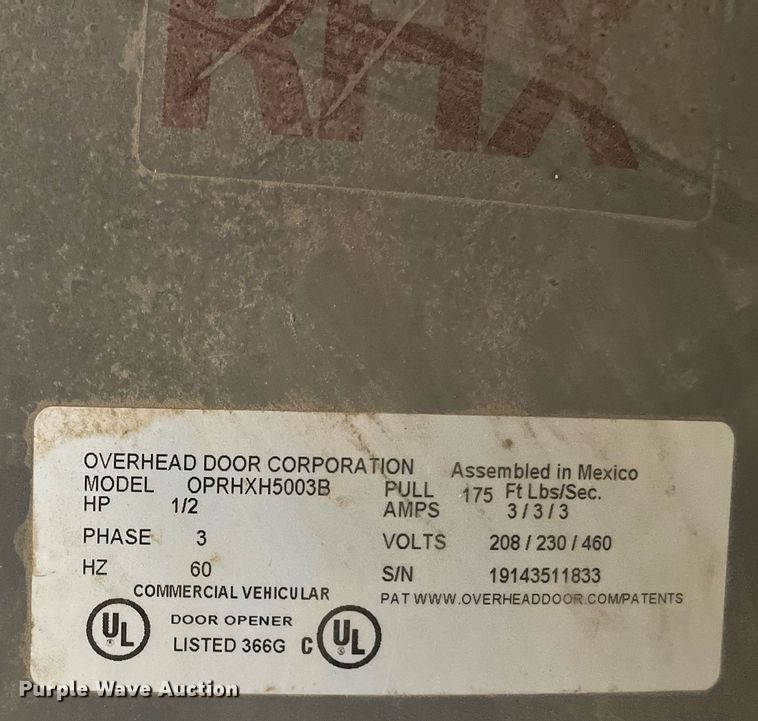 RHX
OVERHEAD DOOR CORPORATION Assembled in Mexico
MODEL OPRHXH5003B PULL 175 Ft Lbs/Sec.
HP 1/2 AMPS 3 / 3 / 3
PHASE 3 VOLTS 208 / 230 / 460
HZ 60 S/N 19143511833
COMMERCIAL VEHICULAR PAT WWW.OVERHEADDOOR.COM/PATENTS
UL ® DOOR OPENER
LISTED 366G C UL ®
Purple Wave Auction